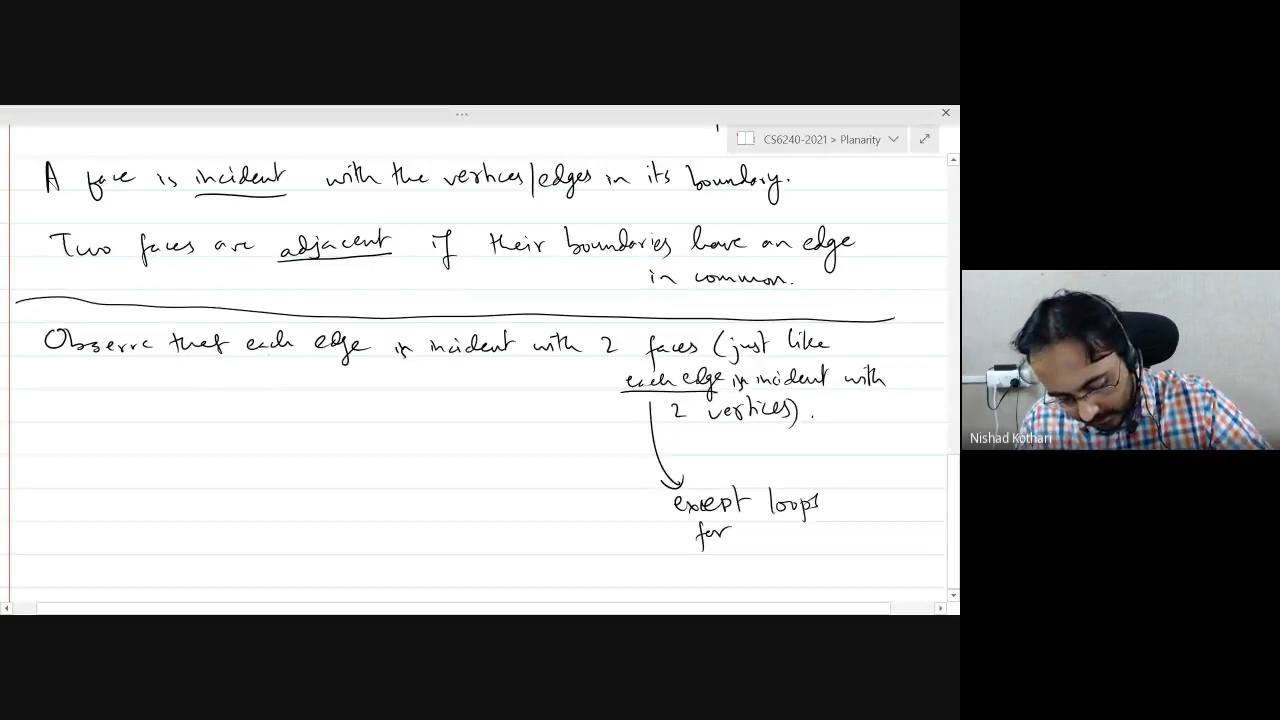 CS6240-2021 > Planarity
A face is incident with the vertices/edges in its boundary.
Two faces are adjacent if their boundaries have an edge
in common.
Observe that each edge is incident with 2 faces (just like
each edge is incident with
2 vertices).
except loops
for
Nishad Kothari